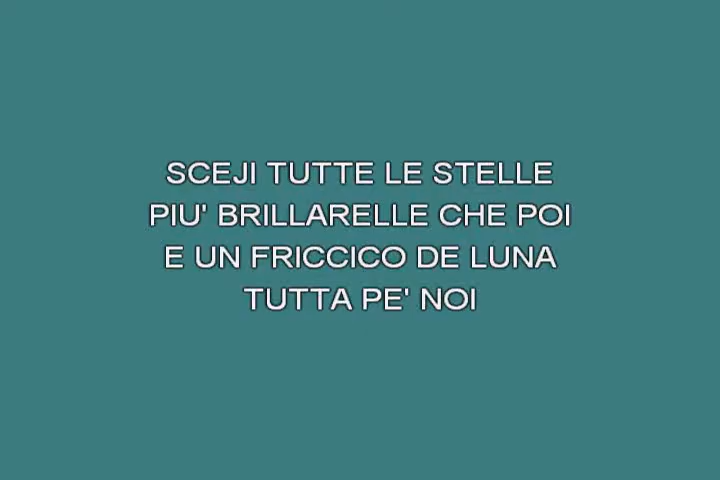 SCEJI TUTTE LE STELLE
PIU' BRILLARELLE CHE POI
E UN FRICCICO DE LUNA
TUTTA PE' NOI